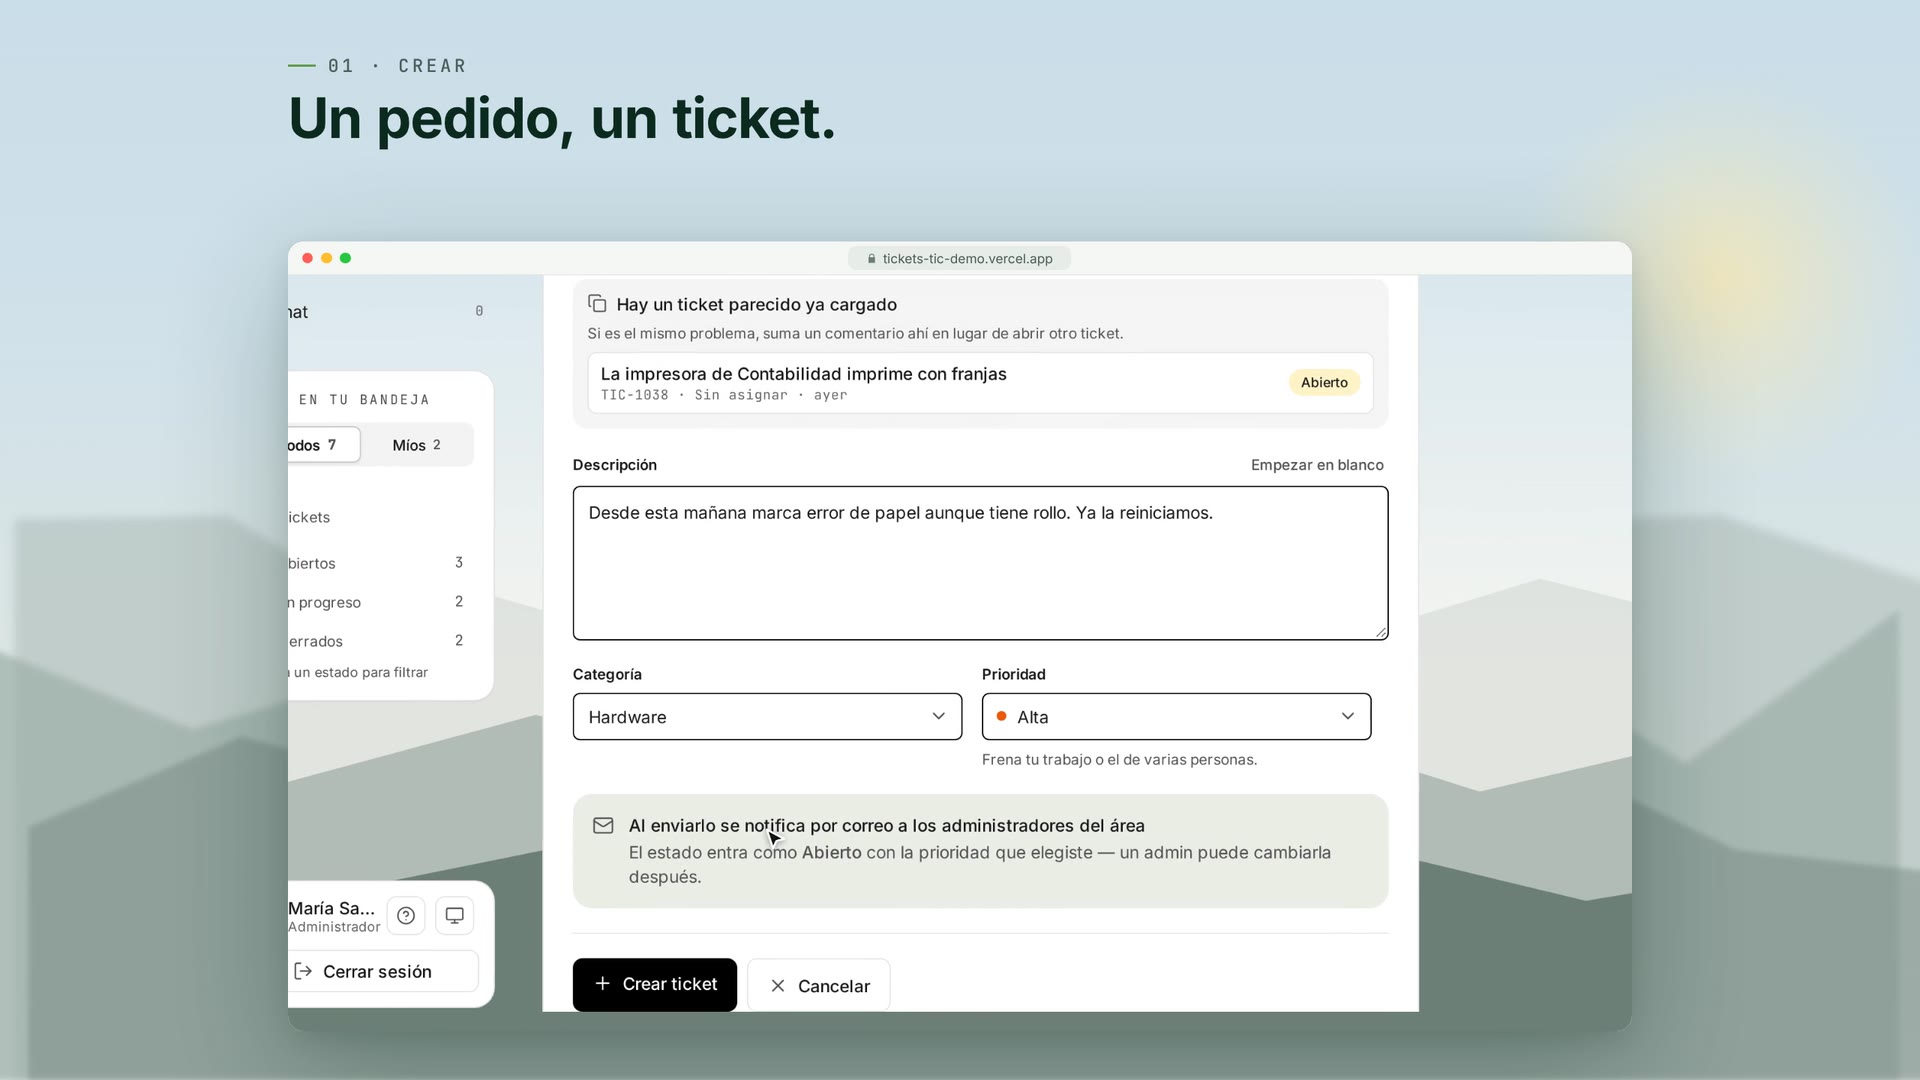 01 · CREAR
Un pedido, un ticket.
tickets-tic-demo.vercel.app
hat 0
EN TU BANDEJA
odos 7 Míos 2
ickets
biertos 3
n progreso 2
errados 2
a un estado para filtrar
María Sa...
Administrador
Cerrar sesión
Hay un ticket parecido ya cargado
Si es el mismo problema, suma un comentario ahí en lugar de abrir otro ticket.
La impresora de Contabilidad imprime con franjas
TIC-1038 · Sin asignar · ayer
Abierto
Descripción
Empezar en blanco
Desde esta mañana marca error de papel aunque tiene rollo. Ya la reiniciamos.
Categoría
Hardware
Prioridad
Alta
Frena tu trabajo o el de varias personas.
Al enviarlo se notifica por correo a los administradores del área
El estado entra como Abierto con la prioridad que elegiste — un admin puede cambiarla
después.
Crear ticket
Cancelar